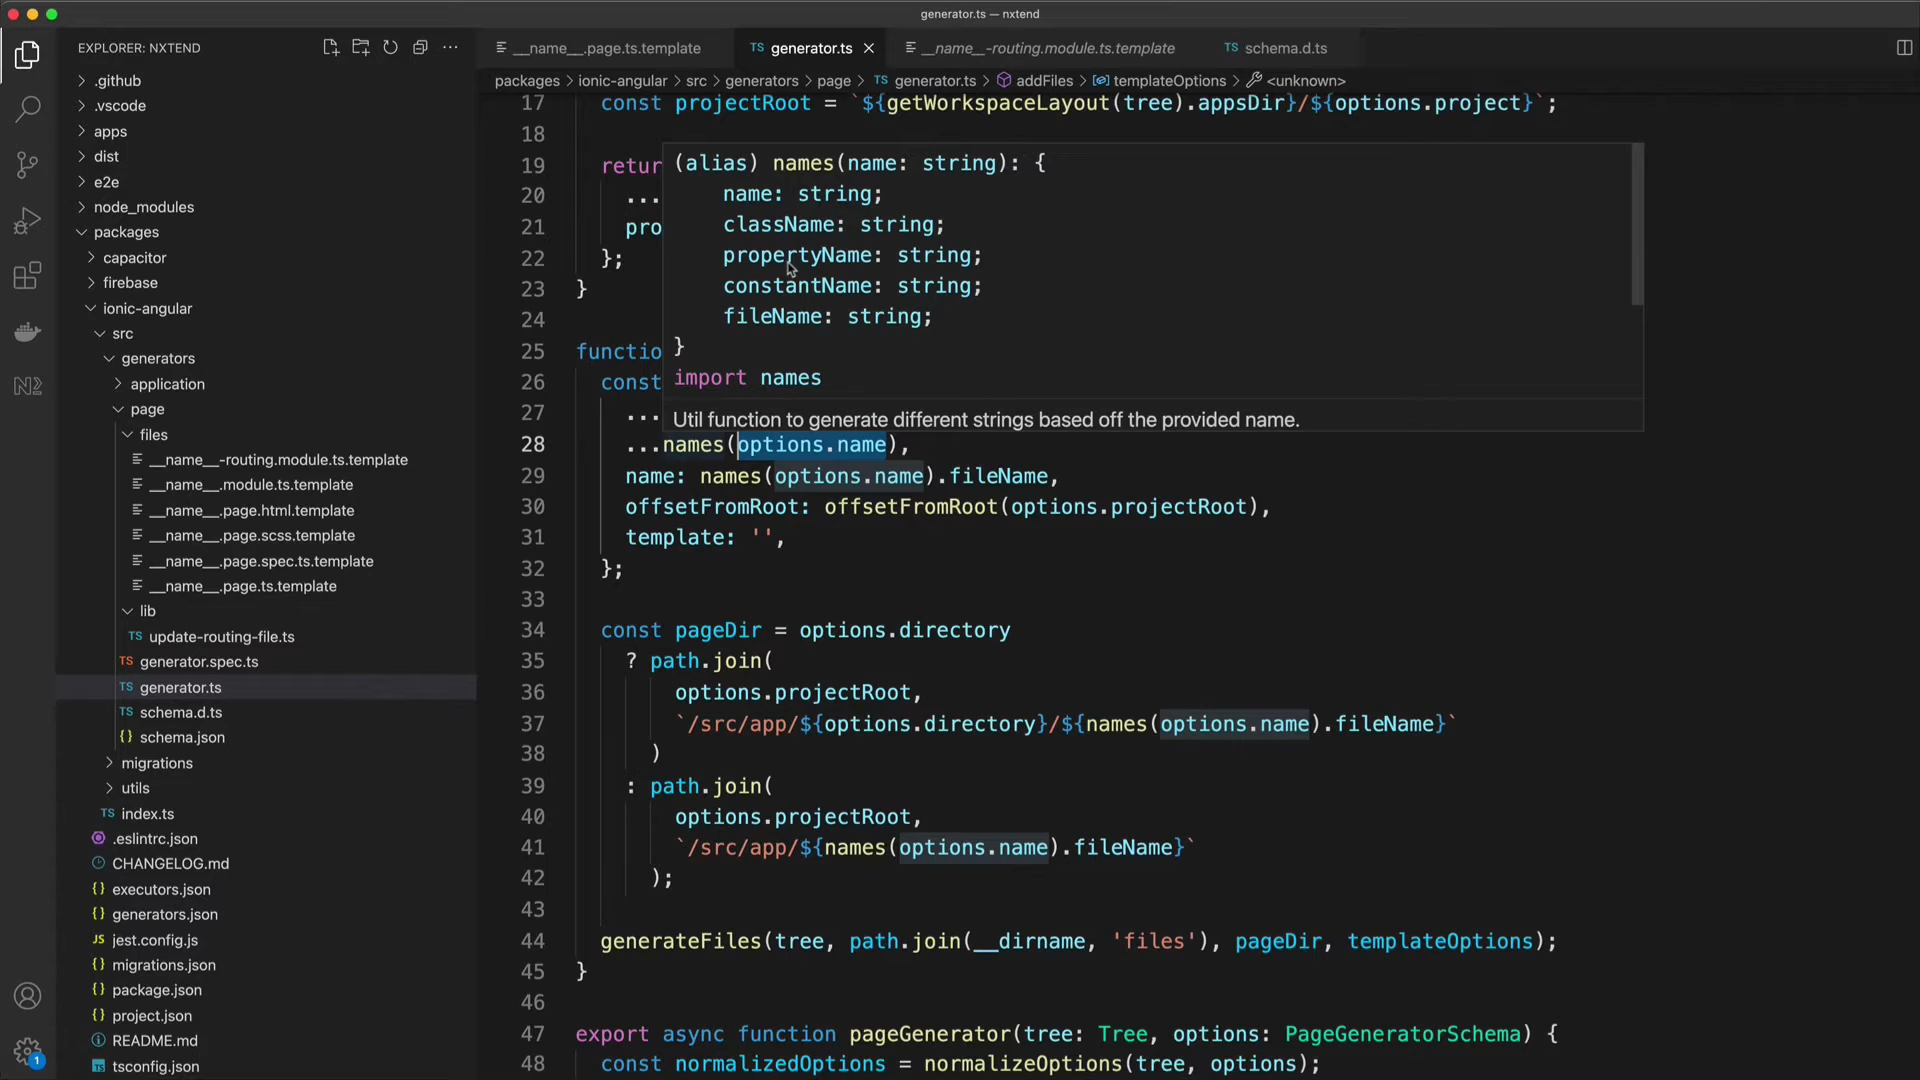 generator.ts — nxtend
EXPLORER: NXTEND
.github
.vscode
apps
dist
e2e
node_modules
packages
capacitor
firebase
ionic-angular
src
generators
application
page
files
__name__-routing.module.ts.template
__name__.module.ts.template
__name__.page.html.template
__name__.page.scss.template
__name__.page.spec.ts.template
__name__.page.ts.template
lib
TS update-routing-file.ts
TS generator.spec.ts
TS generator.ts
TS schema.d.ts
{} schema.json
migrations
utils
TS index.ts
.eslintrc.json
CHANGELOG.md
{} executors.json
{} generators.json
JS jest.config.js
{} migrations.json
{} package.json
{} project.json
README.md
TS tsconfig.json
1
__name__.page.ts.template
TS generator.ts
__name__-routing.module.ts.template
TS schema.d.ts
packages > ionic-angular > src > generators > page > TS generator.ts > addFiles > templateOptions > <unknown>
17 const projectRoot = `${getWorkspaceLayout(tree).appsDir}/${options.project}`;
18
19 retur
20 ...
21 pro
22 };
23 }
24
25 functio
26 const
27 ...
(alias) names(name: string): {
name: string;
className: string;
propertyName: string;
constantName: string;
fileName: string;
}
import names
Util function to generate different strings based off the provided name.
28 ...names(options.name),
29 name: names(options.name).fileName,
30 offsetFromRoot: offsetFromRoot(options.projectRoot),
31 template: '',
32 };
33
34 const pageDir = options.directory
35 ? path.join(
36 options.projectRoot,
37 `/src/app/${options.directory}/${names(options.name).fileName}`
38 )
39 : path.join(
40 options.projectRoot,
41 `/src/app/${names(options.name).fileName}`
42 );
43
44 generateFiles(tree, path.join(__dirname, 'files'), pageDir, templateOptions);
45 }
46
47 export async function pageGenerator(tree: Tree, options: PageGeneratorSchema) {
48 const normalizedOptions = normalizeOptions(tree, options);